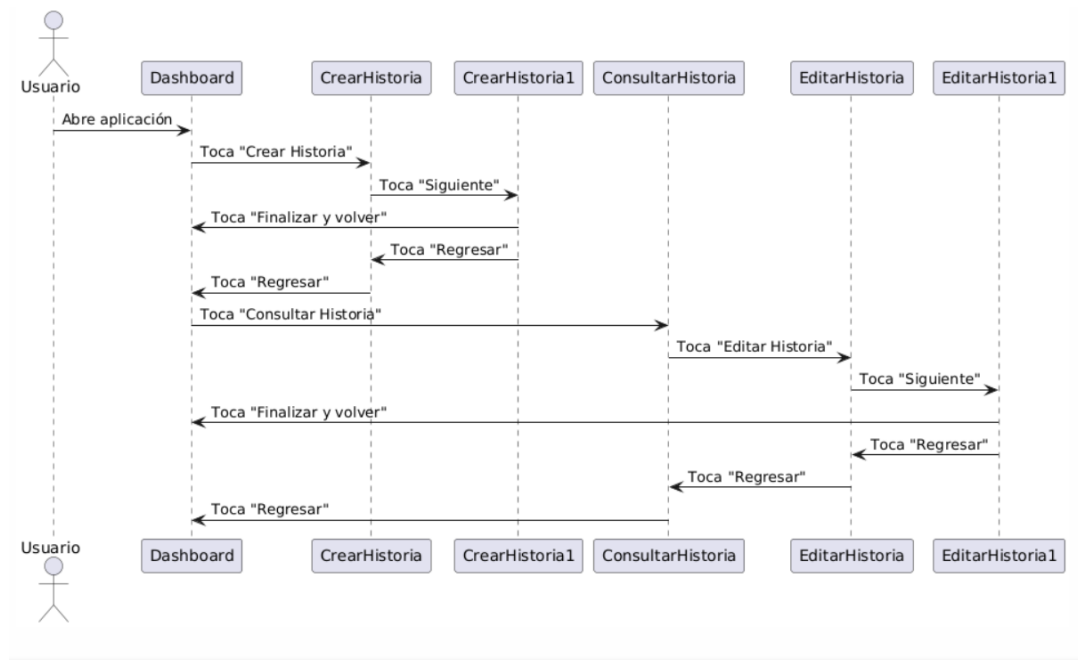 Usuario
Dashboard
CrearHistoria
CrearHistoria1
ConsultarHistoria
EditarHistoria
EditarHistoria1
Abre aplicación
Toca "Crear Historia"
Toca "Siguiente"
Toca "Finalizar y volver"
Toca "Regresar"
Toca "Regresar"
Toca "Consultar Historia"
Toca "Editar Historia"
Toca "Siguiente"
Toca "Finalizar y volver"
Toca "Regresar"
Toca "Regresar"
Toca "Regresar"
Usuario
Dashboard
CrearHistoria
CrearHistoria1
ConsultarHistoria
EditarHistoria
EditarHistoria1